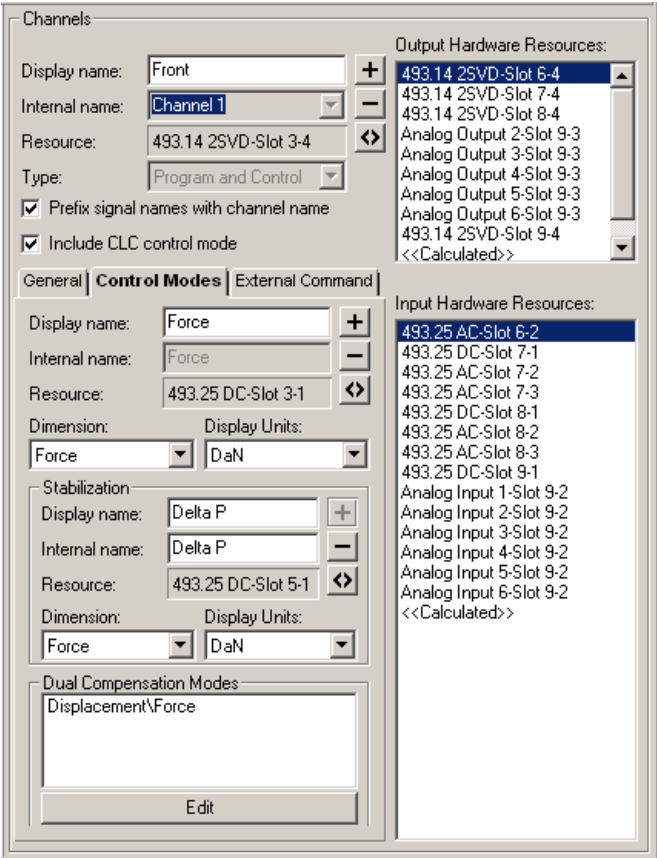 Channels
Display name: Front +
Internal name: Channel 1 −
Resource: 493.14 2SVD-Slot 3-4 <>
Type: Program and Control
Prefix signal names with channel name
Include CLC control mode
General Control Modes External Command
Display name: Force +
Internal name: Force −
Resource: 493.25 DC-Slot 3-1 <>
Dimension: Display Units:
Force DaN
Stabilization
Display name: Delta P +
Internal name: Delta P −
Resource: 493.25 DC-Slot 5-1 <>
Dimension: Display Units:
Force DaN
Dual Compensation Modes
Displacement\Force
Edit
Output Hardware Resources:
493.14 2SVD-Slot 6-4
493.14 2SVD-Slot 7-4
493.14 2SVD-Slot 8-4
Analog Output 2-Slot 9-3
Analog Output 3-Slot 9-3
Analog Output 4-Slot 9-3
Analog Output 5-Slot 9-3
Analog Output 6-Slot 9-3
493.14 2SVD-Slot 9-4
<<Calculated>>
Input Hardware Resources:
493.25 AC-Slot 6-2
493.25 DC-Slot 7-1
493.25 AC-Slot 7-2
493.25 AC-Slot 7-3
493.25 DC-Slot 8-1
493.25 AC-Slot 8-2
493.25 AC-Slot 8-3
493.25 DC-Slot 9-1
Analog Input 1-Slot 9-2
Analog Input 2-Slot 9-2
Analog Input 3-Slot 9-2
Analog Input 4-Slot 9-2
Analog Input 5-Slot 9-2
Analog Input 6-Slot 9-2
<<Calculated>>